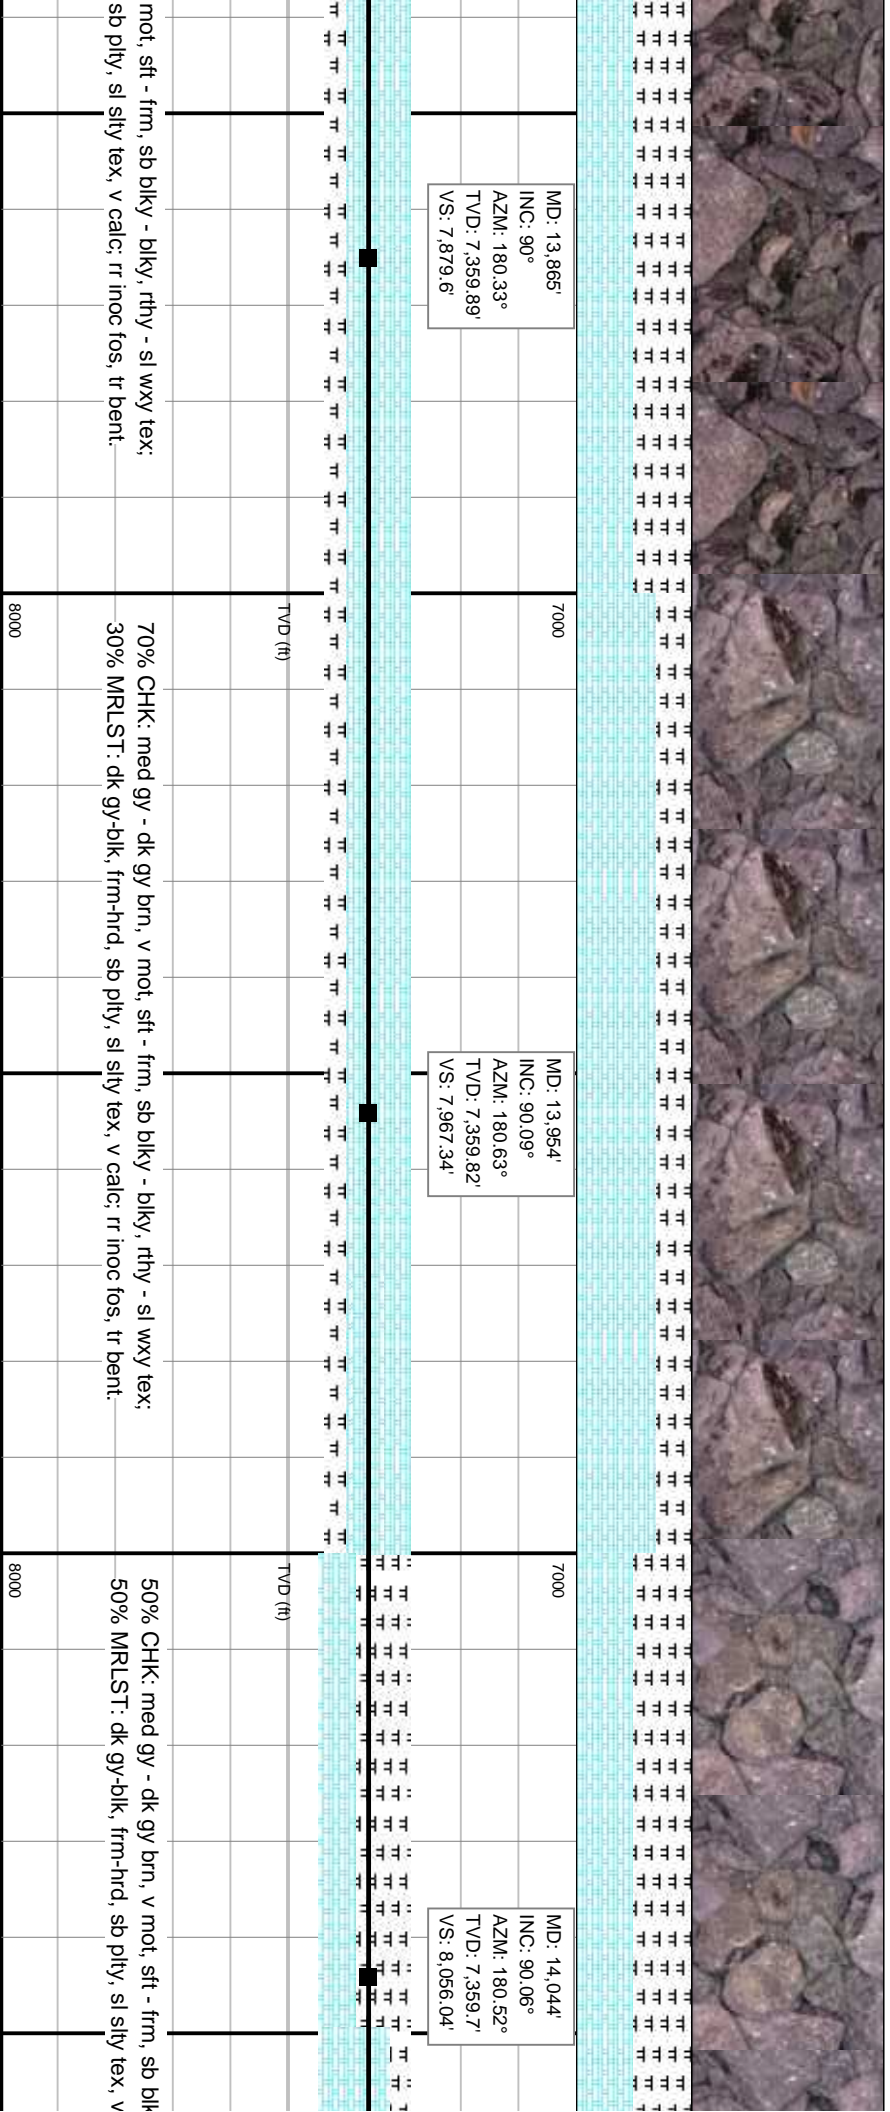 mot, sft - frm, sb blky - blky, rthy - sl wxy tex;
sb plty, sl slty tex, v calc; rr inoc fos, tr bent.
MD: 13,865'
INC: 90°
AZM: 180.33°
TVD: 7,359.89'
VS: 7,879.6'
7000
TVD (ft)
8000
70% CHK: med gy - dk gy brn, v mot, sft - frm, sb blky - blky, rthy - sl wxy tex;
30% MRLST: dk gy-blk, frm-hrd, sb plty, sl slty tex, v calc; rr inoc fos, tr bent.
MD: 13,954'
INC: 90.09°
AZM: 180.63°
TVD: 7,359.82'
VS: 7,967.34'
7000
TVD (ft)
8000
50% CHK: med gy - dk gy brn, v mot, sft - frm, sb blk
50% MRLST: dk gy-blk, frm-hrd, sb plty, sl slty tex, v
MD: 14,044'
INC: 90.06°
AZM: 180.52°
TVD: 7,359.7'
VS: 8,056.04'